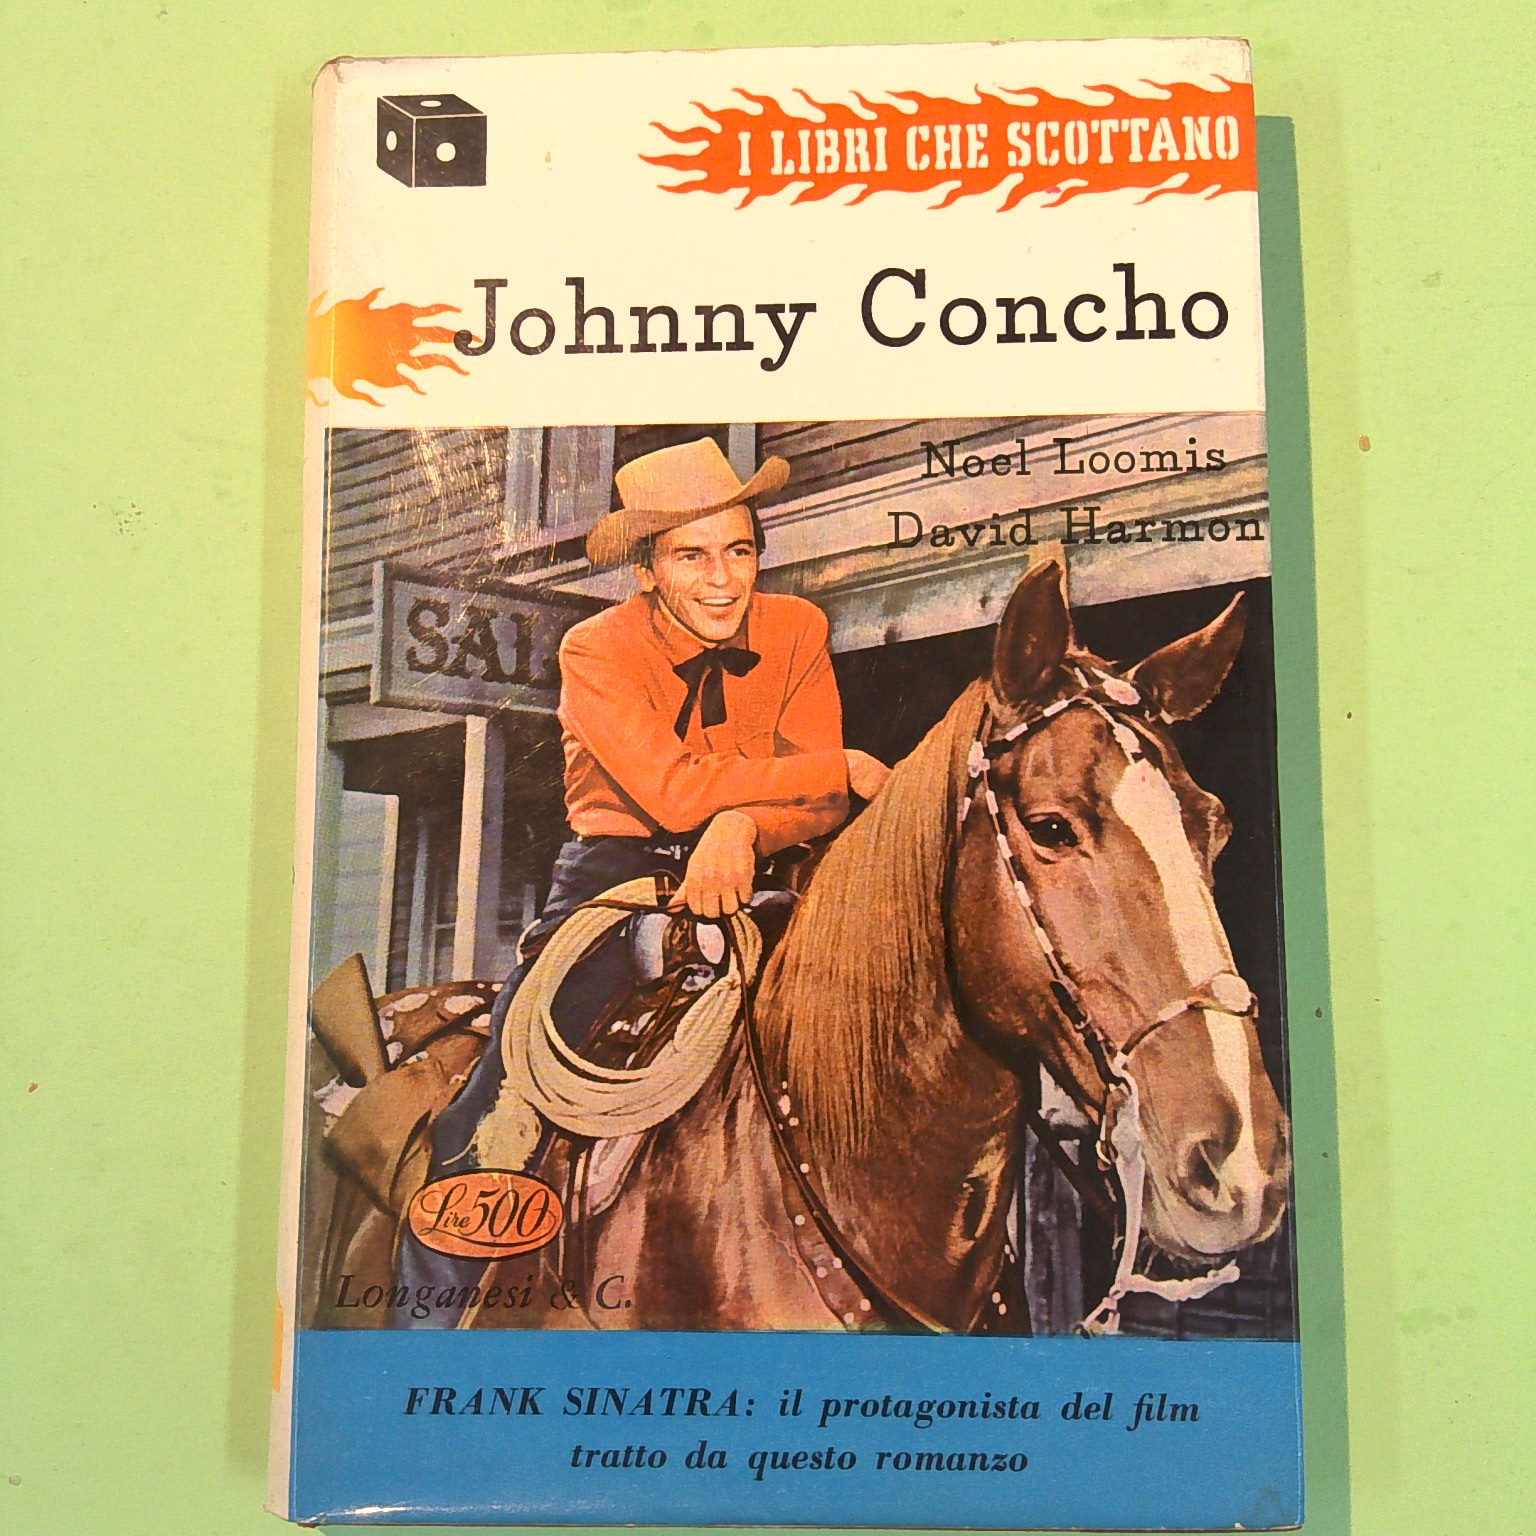 I LIBRI CHE SCOTTANO
Johnny Concho
Noel Loomis
David Harmon
SAL
Lire 500
Longanesi & C.
FRANK SINATRA: il protagonista del film
tratto da questo romanzo